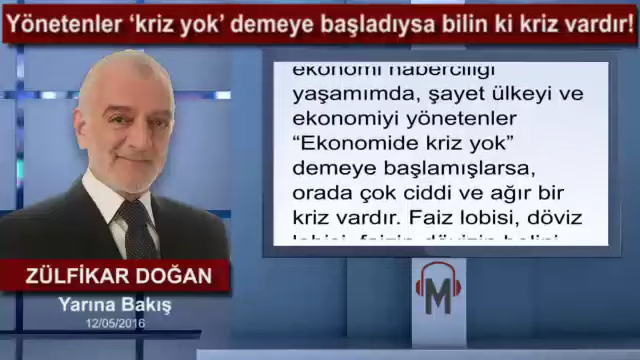 Yönetenler ‘kriz yok’ demeye başladıysa bilin ki kriz vardır!
ekonomi haberciliği
yaşamımda, şayet ülkeyi ve
ekonomiyi yönetenler
“Ekonomide kriz yok”
demeye başlamışlarsa,
orada çok ciddi ve ağır bir
kriz vardır. Faiz lobisi, döviz
ZÜLFİKAR DOĞAN
Yarına Bakış
12/05/2016
M